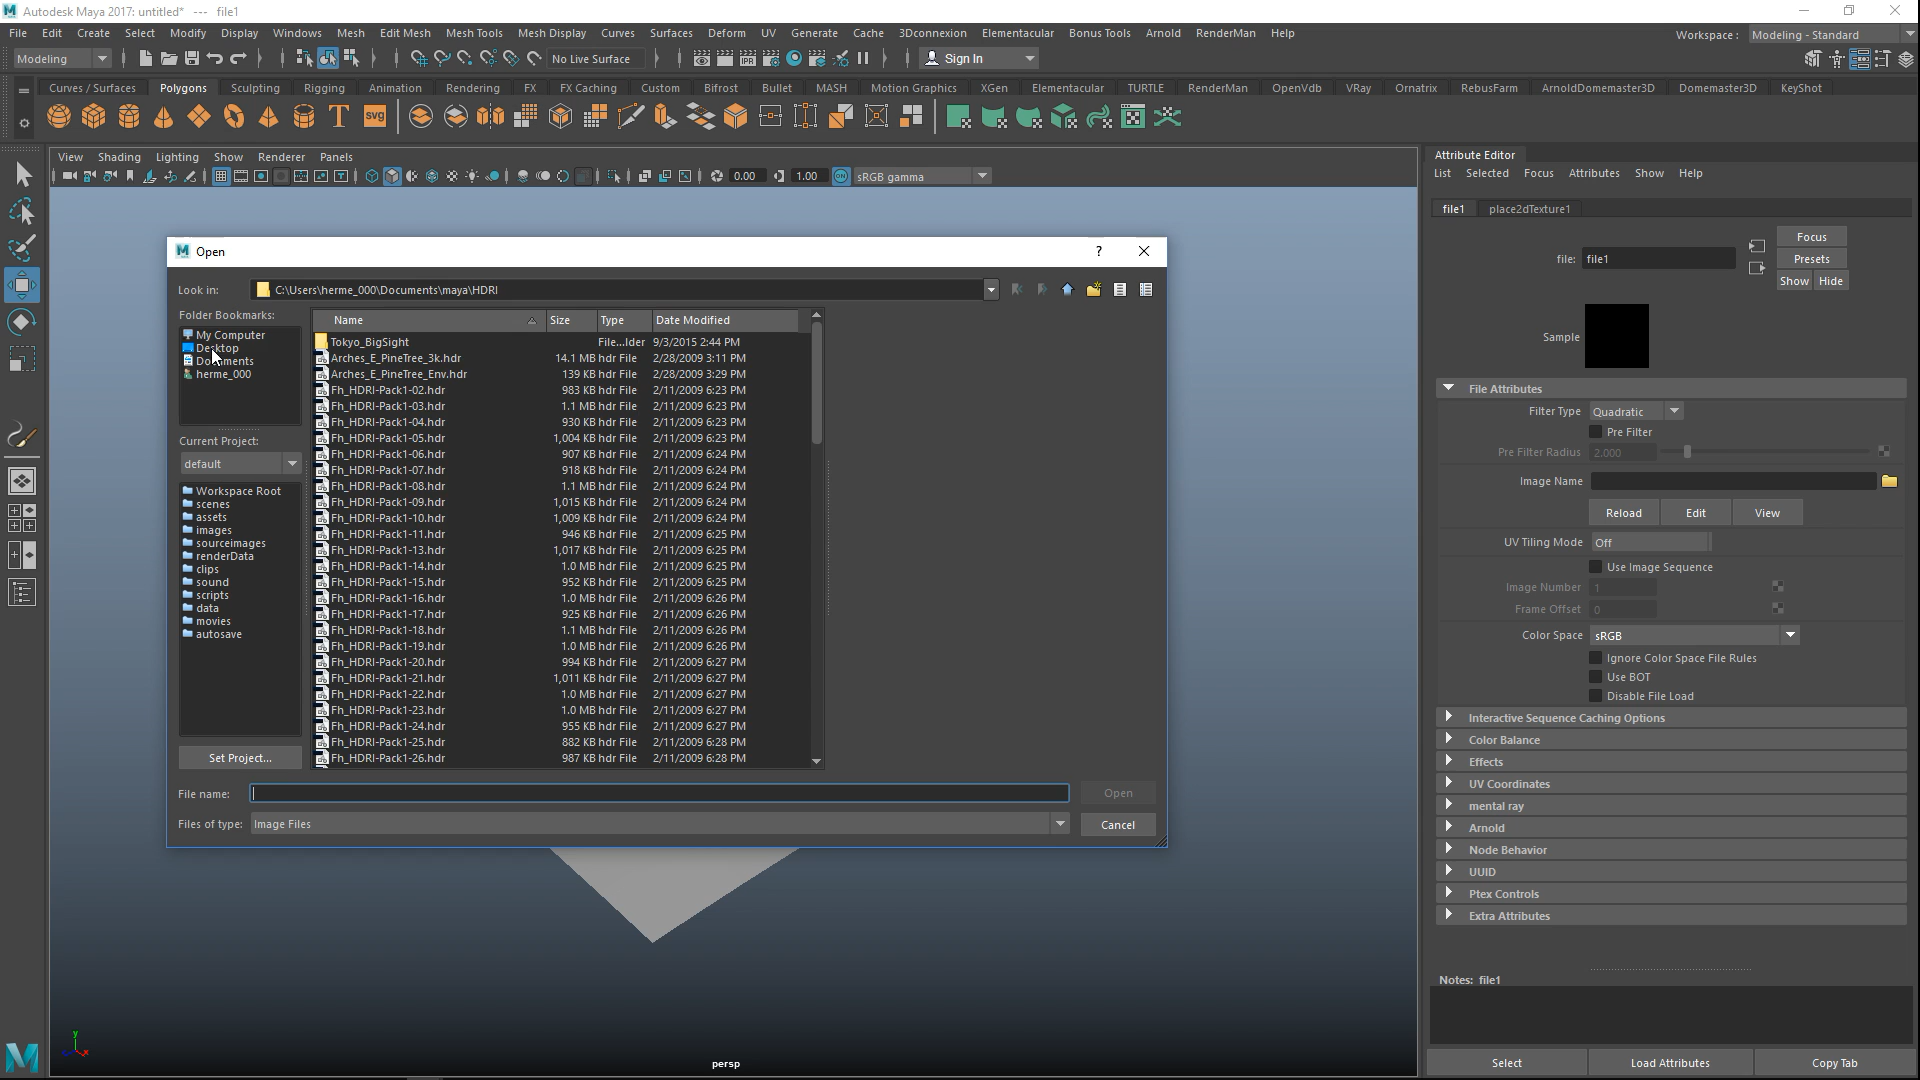 Autodesk Maya 2017: untitled* --- file1
File Edit Create Select Modify Display Windows Mesh Edit Mesh Mesh Tools Mesh Display Curves Surfaces Deform UV Generate Cache 3Dconnexion Elementacular Bonus Tools Arnold RenderMan Help Workspace : Modeling - Standard
Modeling No Live Surface IPR Sign In
Curves / Surfaces Polygons Sculpting Rigging Animation Rendering FX FX Caching Custom Bifrost Bullet MASH Motion Graphics XGen Elementacular TURTLE RenderMan OpenVdb VRay Ornatrix RebusFarm ArnoldDomemaster3D Domemaster3D KeyShot
T svg
View Shading Lighting Show Renderer Panels
0.00 1.00 ON sRGB gamma
Attribute Editor
List Selected Focus Attributes Show Help
file1 place2dTexture1
file: file1
Focus
Presets
Show Hide
Sample
File Attributes
Filter Type Quadratic
Pre Filter
Pre Filter Radius 2.000
Image Name
Reload Edit View
UV Tiling Mode Off
Use Image Sequence
Image Number 1
Frame Offset 0
Color Space sRGB
Ignore Color Space File Rules
Use BOT
Disable File Load
Interactive Sequence Caching Options
Color Balance
Effects
UV Coordinates
mental ray
Arnold
Node Behavior
UUID
Ptex Controls
Extra Attributes
Notes: file1
Select Load Attributes Copy Tab
Open ?
Look in: C:\Users\herme_000\Documents\maya\HDRI
Folder Bookmarks:
My Computer
Desktop
Documents
herme_000
Current Project:
default
Workspace Root
scenes
assets
images
sourceimages
renderData
clips
sound
scripts
data
movies
autosave
Set Project...
Name Size Type Date Modified
Tokyo_BigSight File...lder 9/3/2015 2:44 PM
Arches_E_PineTree_3k.hdr 14.1 MB hdr File 2/28/2009 3:11 PM
Arches_E_PineTree_Env.hdr 139 KB hdr File 2/28/2009 3:29 PM
Fh_HDRI-Pack1-02.hdr 983 KB hdr File 2/11/2009 6:23 PM
Fh_HDRI-Pack1-03.hdr 1.1 MB hdr File 2/11/2009 6:23 PM
Fh_HDRI-Pack1-04.hdr 930 KB hdr File 2/11/2009 6:23 PM
Fh_HDRI-Pack1-05.hdr 1,004 KB hdr File 2/11/2009 6:23 PM
Fh_HDRI-Pack1-06.hdr 907 KB hdr File 2/11/2009 6:24 PM
Fh_HDRI-Pack1-07.hdr 918 KB hdr File 2/11/2009 6:24 PM
Fh_HDRI-Pack1-08.hdr 1.1 MB hdr File 2/11/2009 6:24 PM
Fh_HDRI-Pack1-09.hdr 1,015 KB hdr File 2/11/2009 6:24 PM
Fh_HDRI-Pack1-10.hdr 1,009 KB hdr File 2/11/2009 6:24 PM
Fh_HDRI-Pack1-11.hdr 946 KB hdr File 2/11/2009 6:25 PM
Fh_HDRI-Pack1-13.hdr 1,017 KB hdr File 2/11/2009 6:25 PM
Fh_HDRI-Pack1-14.hdr 1.0 MB hdr File 2/11/2009 6:25 PM
Fh_HDRI-Pack1-15.hdr 952 KB hdr File 2/11/2009 6:25 PM
Fh_HDRI-Pack1-16.hdr 1.0 MB hdr File 2/11/2009 6:26 PM
Fh_HDRI-Pack1-17.hdr 925 KB hdr File 2/11/2009 6:26 PM
Fh_HDRI-Pack1-18.hdr 1.1 MB hdr File 2/11/2009 6:26 PM
Fh_HDRI-Pack1-19.hdr 1.0 MB hdr File 2/11/2009 6:26 PM
Fh_HDRI-Pack1-20.hdr 994 KB hdr File 2/11/2009 6:27 PM
Fh_HDRI-Pack1-21.hdr 1,011 KB hdr File 2/11/2009 6:27 PM
Fh_HDRI-Pack1-22.hdr 1.0 MB hdr File 2/11/2009 6:27 PM
Fh_HDRI-Pack1-23.hdr 1.0 MB hdr File 2/11/2009 6:27 PM
Fh_HDRI-Pack1-24.hdr 955 KB hdr File 2/11/2009 6:27 PM
Fh_HDRI-Pack1-25.hdr 882 KB hdr File 2/11/2009 6:28 PM
Fh_HDRI-Pack1-26.hdr 987 KB hdr File 2/11/2009 6:28 PM
File name: Open
Files of type: Image Files Cancel
y
x
persp